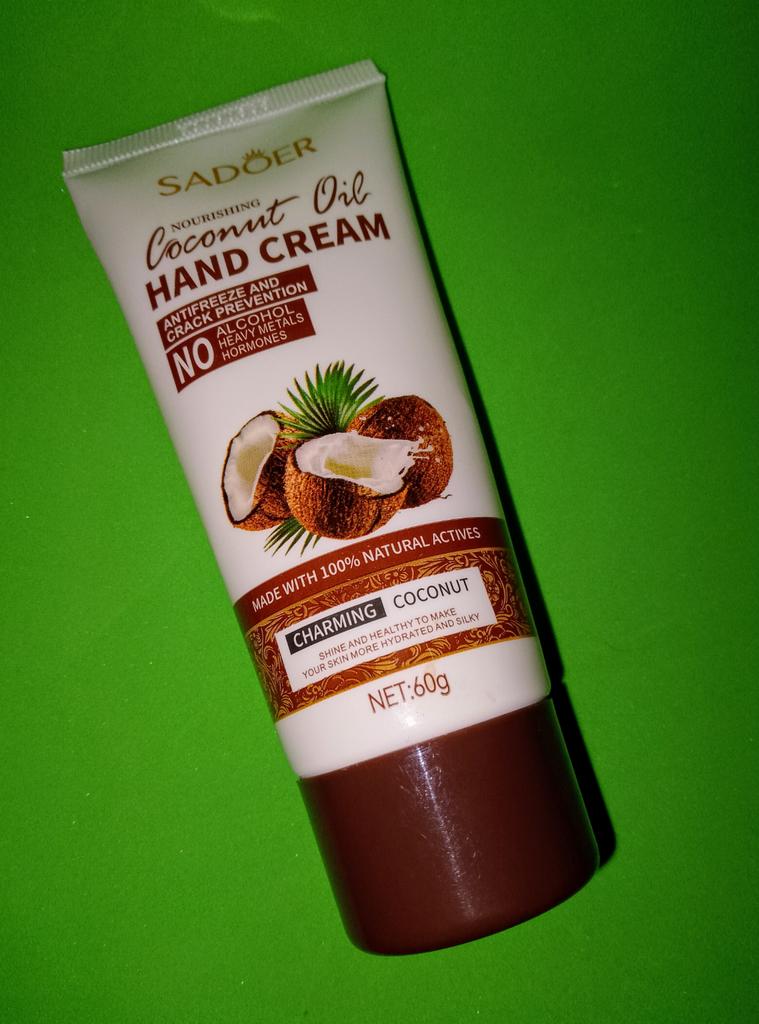 SADOER
NOURISHING
Coconut Oil
HAND CREAM
ANTIFREEZE AND
CRACK PREVENTION
NO
ALCOHOL
HEAVY METALS
HORMONES
MADE WITH 100% NATURAL ACTIVES
CHARMING COCONUT
SHINE AND HEALTHY TO MAKE
YOUR SKIN MORE HYDRATED AND SILKY
NET:60g